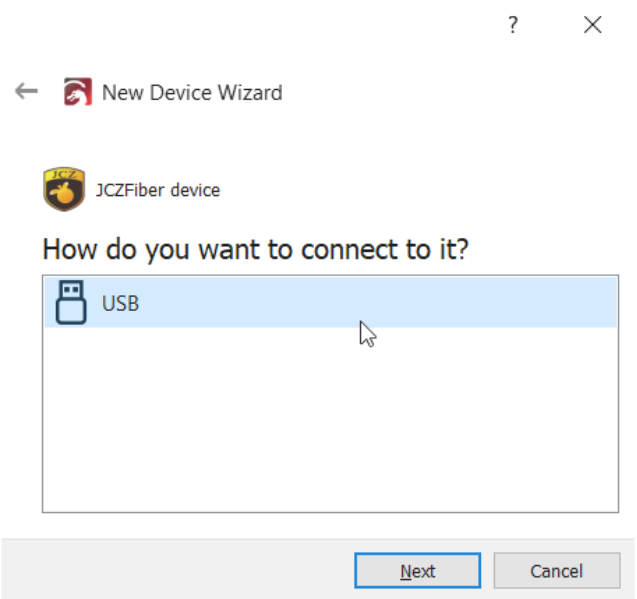 ?
New Device Wizard
JCZ
JCZFiber device
How do you want to connect to it?
USB
Next
Cancel